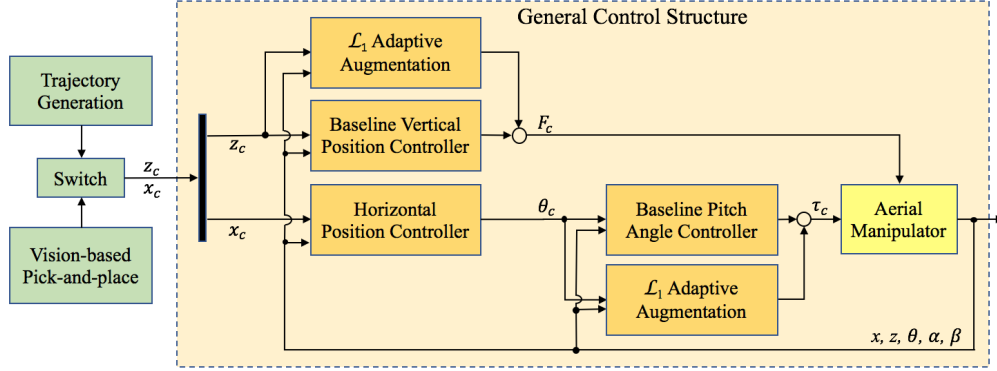 General Control Structure
Trajectory
Generation
Switch
Vision-based
Pick-and-place
z_c
x_c
ℒ₁ Adaptive
Augmentation
z_c
Baseline Vertical
Position Controller
F_c
x_c
Horizontal
Position Controller
θ_c
Baseline Pitch
Angle Controller
τ_c
Aerial
Manipulator
ℒ₁ Adaptive
Augmentation
x, z, θ, α, β